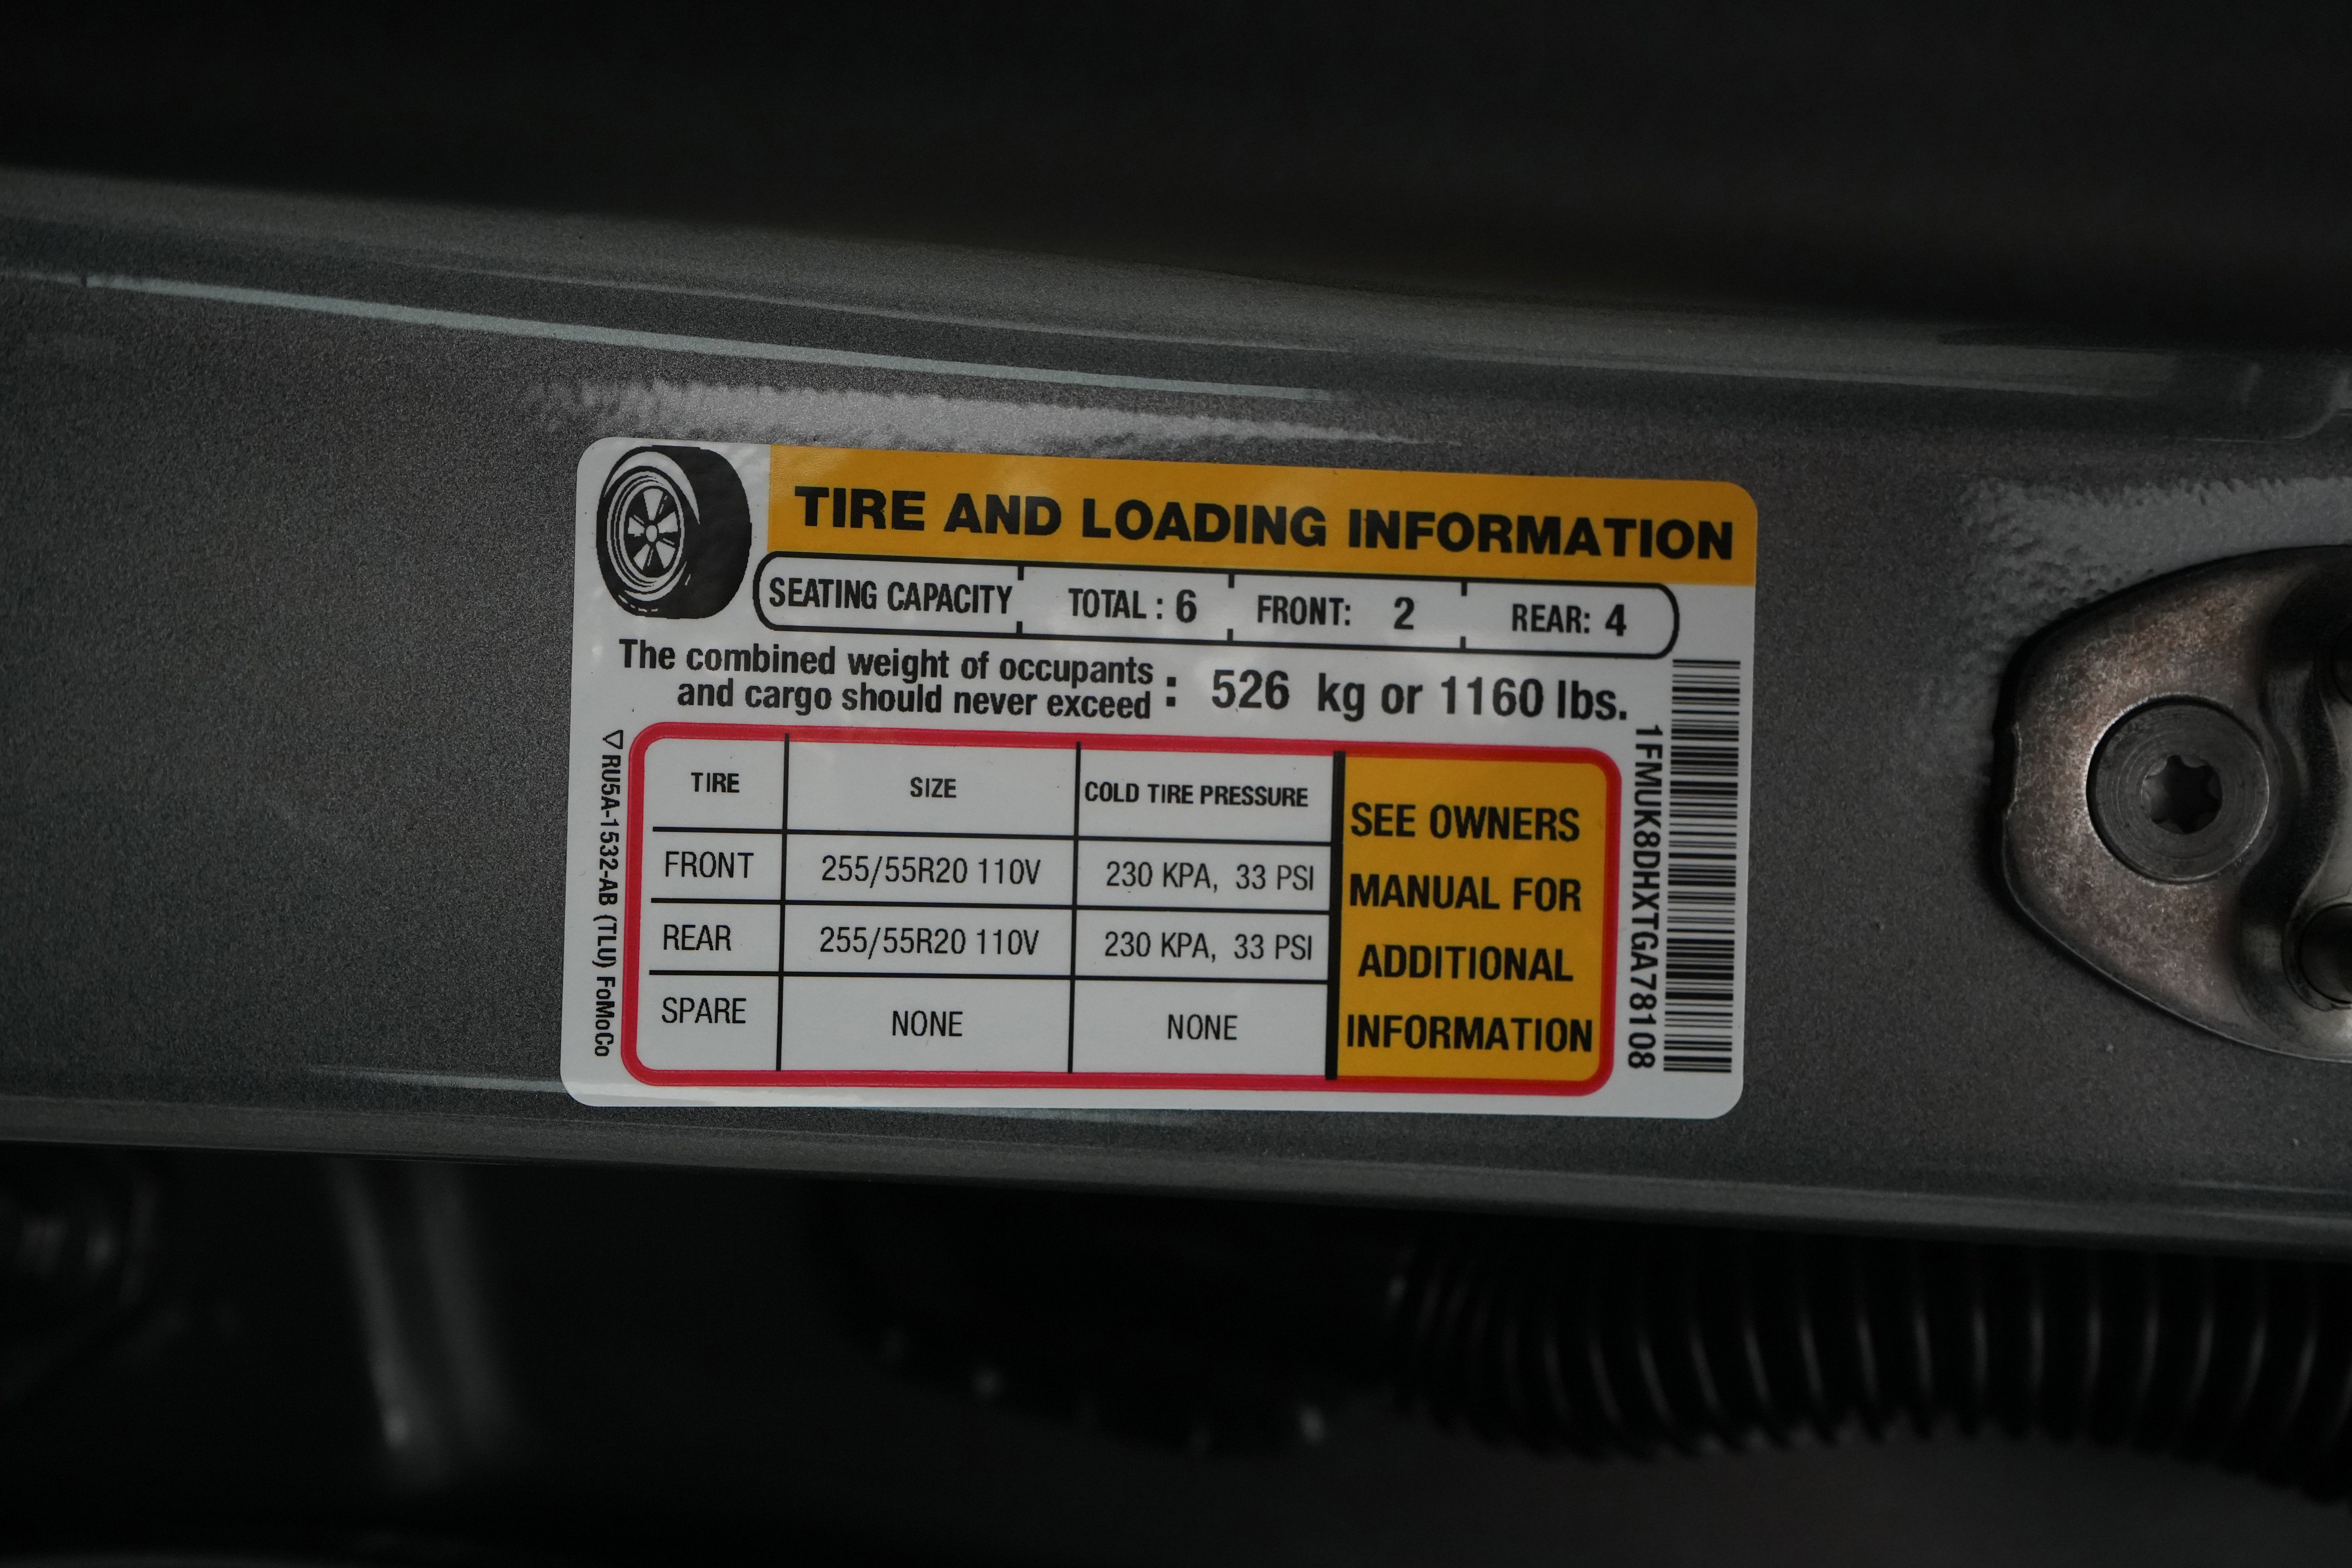 TIRE AND LOADING INFORMATION
SEATING CAPACITY TOTAL : 6 FRONT: 2 REAR: 4
The combined weight of occupants
and cargo should never exceed : 526 kg or 1160 lbs.
TIRE SIZE COLD TIRE PRESSURE
FRONT 255/55R20 110V 230 KPA, 33 PSI
REAR 255/55R20 110V 230 KPA, 33 PSI
SPARE NONE NONE
SEE OWNERS
MANUAL FOR
ADDITIONAL
INFORMATION
RU5A-1532-AB (TLU) FoMoCo
1FMUK8DHXTGA78108